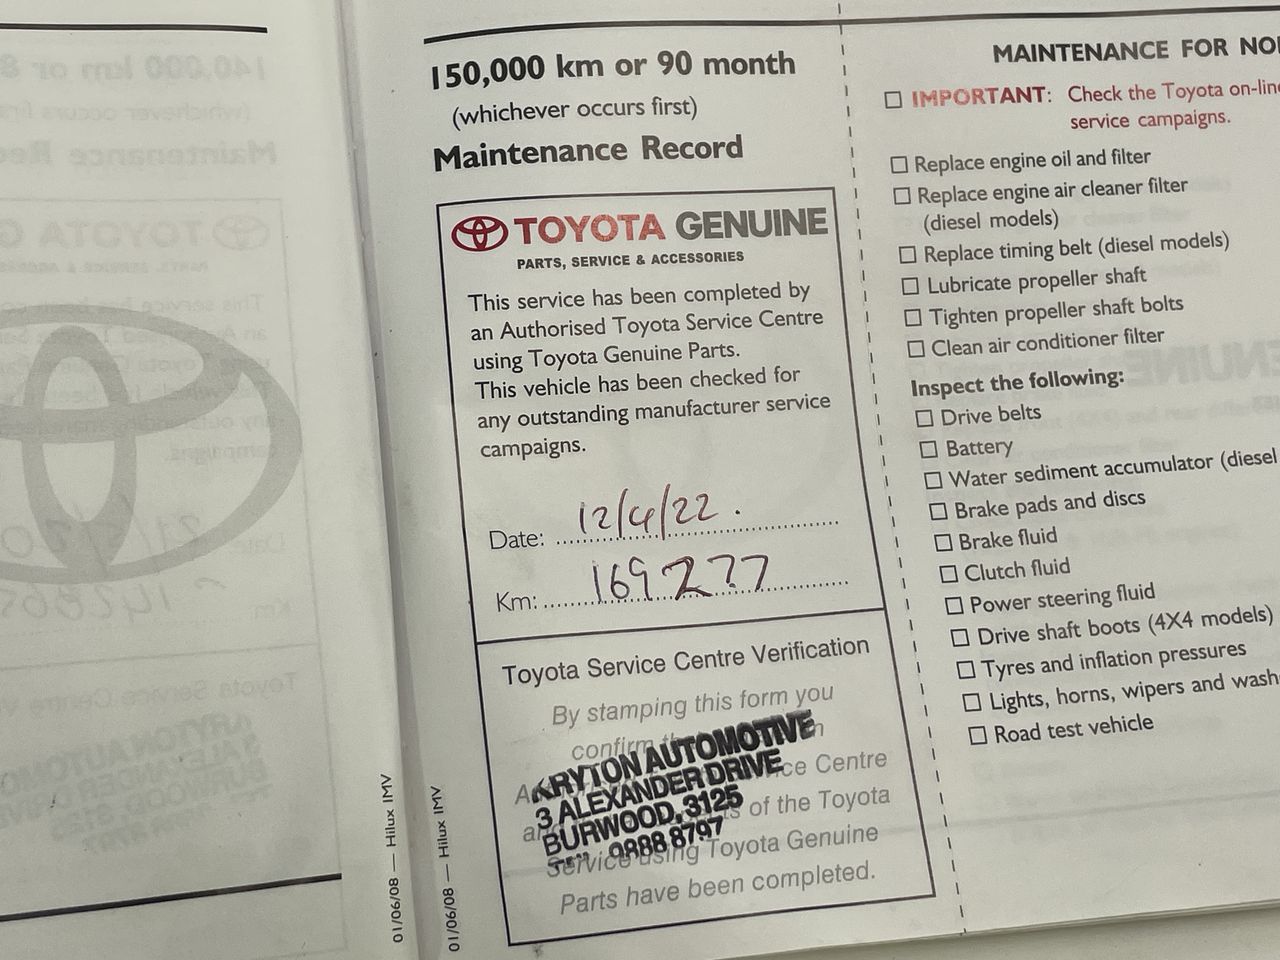 150,000 km or 90 month
(whichever occurs first)
Maintenance Record
TOYOTA GENUINE
PARTS, SERVICE & ACCESSORIES
This service has been completed by
an Authorised Toyota Service Centre
using Toyota Genuine Parts.
This vehicle has been checked for
any outstanding manufacturer service
campaigns.
Date: 12/4/22.
Km: 169277
Toyota Service Centre Verification
By stamping this form you
confirm
KRYTON AUTOMOTIVE
3 ALEXANDER DRIVE
BURWOOD, 3125
9888 8797
Service Centre
of the Toyota
Service using Toyota Genuine
Parts have been completed.
01/06/08 — Hilux IMV
01/06/08 — Hilux IMV
MAINTENANCE FOR
☐ IMPORTANT: Check the Toyota
service campaigns.
☐ Replace engine oil and filter
☐ Replace engine air cleaner filter
(diesel models)
☐ Replace timing belt (diesel models)
☐ Lubricate propeller shaft
☐ Tighten propeller shaft bolts
☐ Clean air conditioner filter
Inspect the following:
☐ Drive belts
☐ Battery
☐ Water sediment accumulator (diesel
☐ Brake pads and discs
☐ Brake fluid
☐ Clutch fluid
☐ Power steering fluid
☐ Drive shaft boots (4X4 models)
☐ Tyres and inflation pressures
☐ Lights, horns, wipers and
☐ Road test vehicle